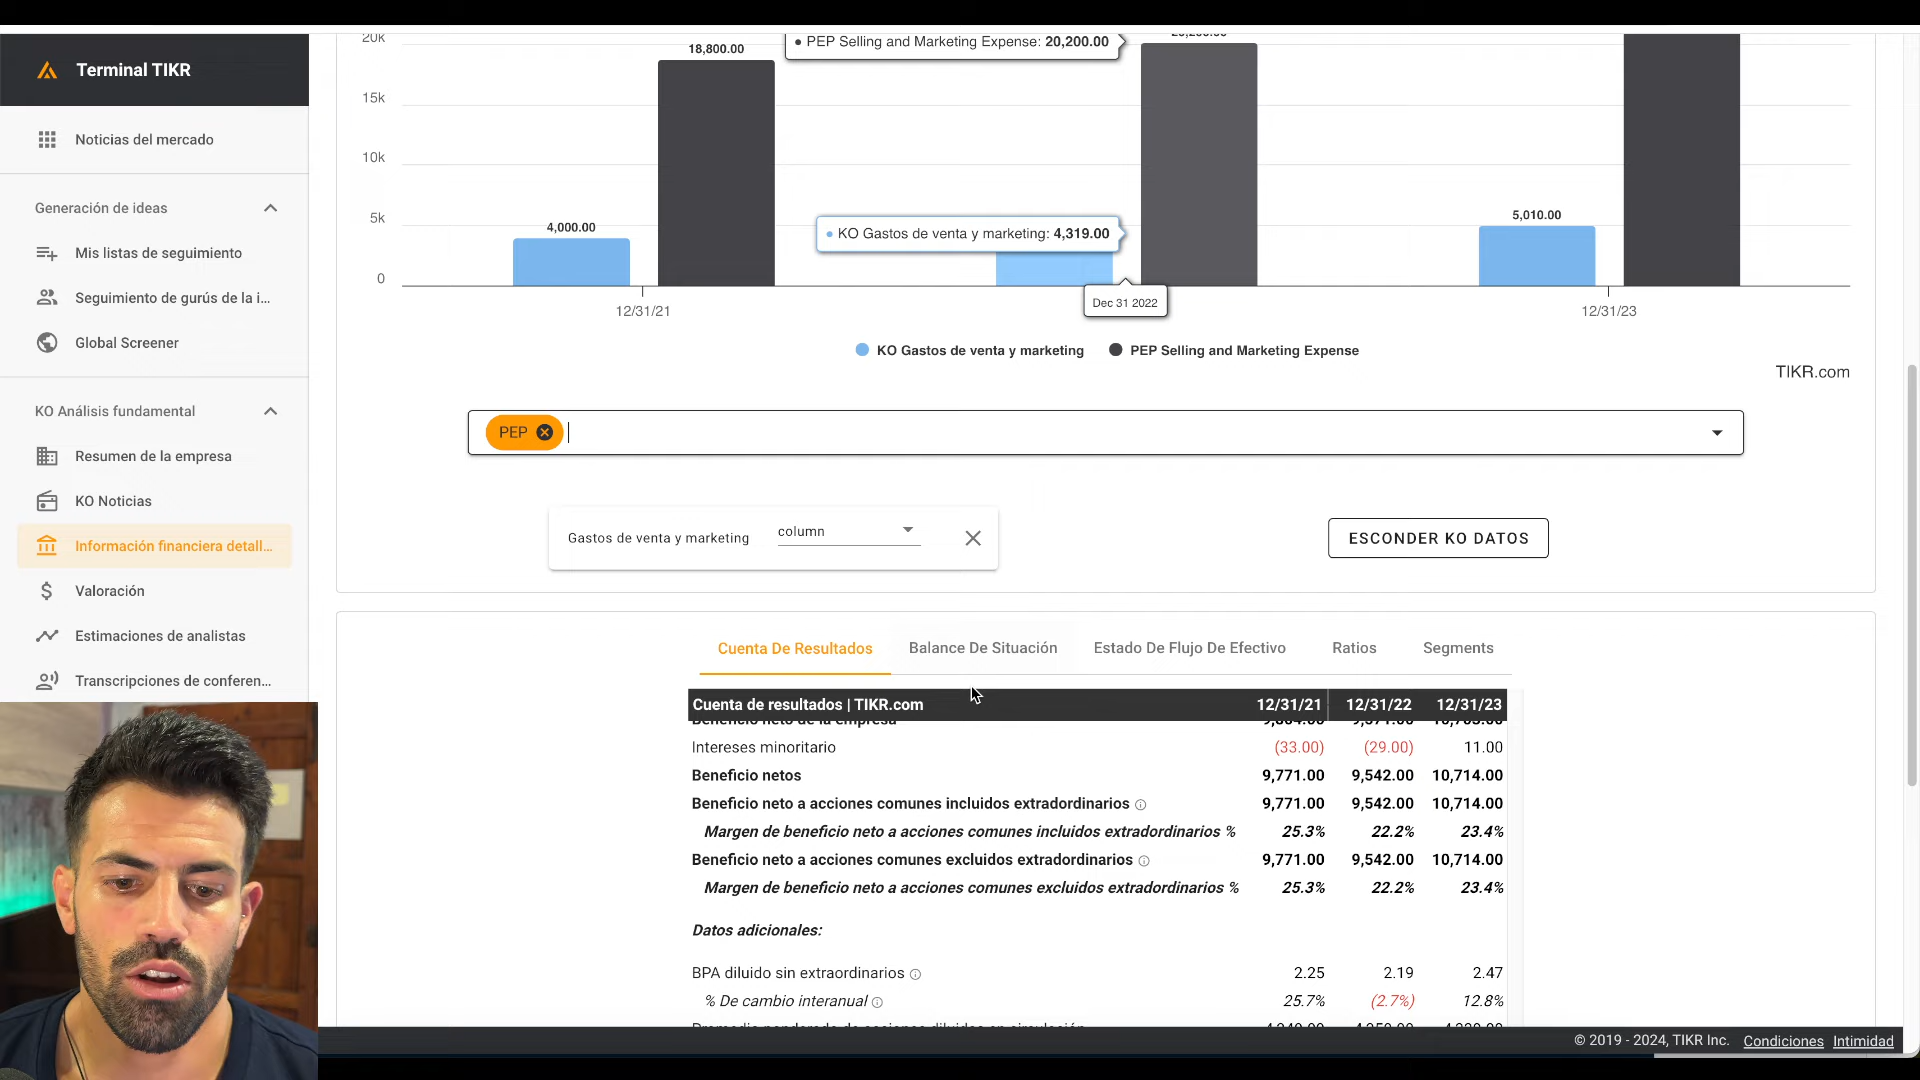 Terminal TIKR
Noticias del mercado
Generación de ideas
Mis listas de seguimiento
Seguimiento de gurús de la i...
Global Screener
KO Análisis fundamental
Resumen de la empresa
KO Noticias
Información financiera detall...
Valoración
Estimaciones de analistas
Transcripciones de conferen...
20k
15k
10k
5k
0
18,800.00
PEP Selling and Marketing Expense: 20,200.00
4,000.00
KO Gastos de venta y marketing: 4,319.00
5,010.00
Dec 31 2022
12/31/21
12/31/23
KO Gastos de venta y marketing
PEP Selling and Marketing Expense
TIKR.com
PEP
Gastos de venta y marketing
column
ESCONDER KO DATOS
Cuenta De Resultados Balance De Situación Estado De Flujo De Efectivo Ratios Segments
Cuenta de resultados | TIKR.com 12/31/21 12/31/22 12/31/23
Intereses minoritario (33.00) (29.00) 11.00
Beneficio netos 9,771.00 9,542.00 10,714.00
Beneficio neto a acciones comunes incluidos extradordinarios 9,771.00 9,542.00 10,714.00
Margen de beneficio neto a acciones comunes incluidos extradordinarios % 25.3% 22.2% 23.4%
Beneficio neto a acciones comunes excluidos extraordinarios 9,771.00 9,542.00 10,714.00
Margen de beneficio neto a acciones comunes excluidos extradordinarios % 25.3% 22.2% 23.4%
Datos adicionales:
BPA diluido sin extraordinarios 2.25 2.19 2.47
% De cambio interanual 25.7% (2.7%) 12.8%
© 2019 - 2024, TIKR Inc. Condiciones Intimidad